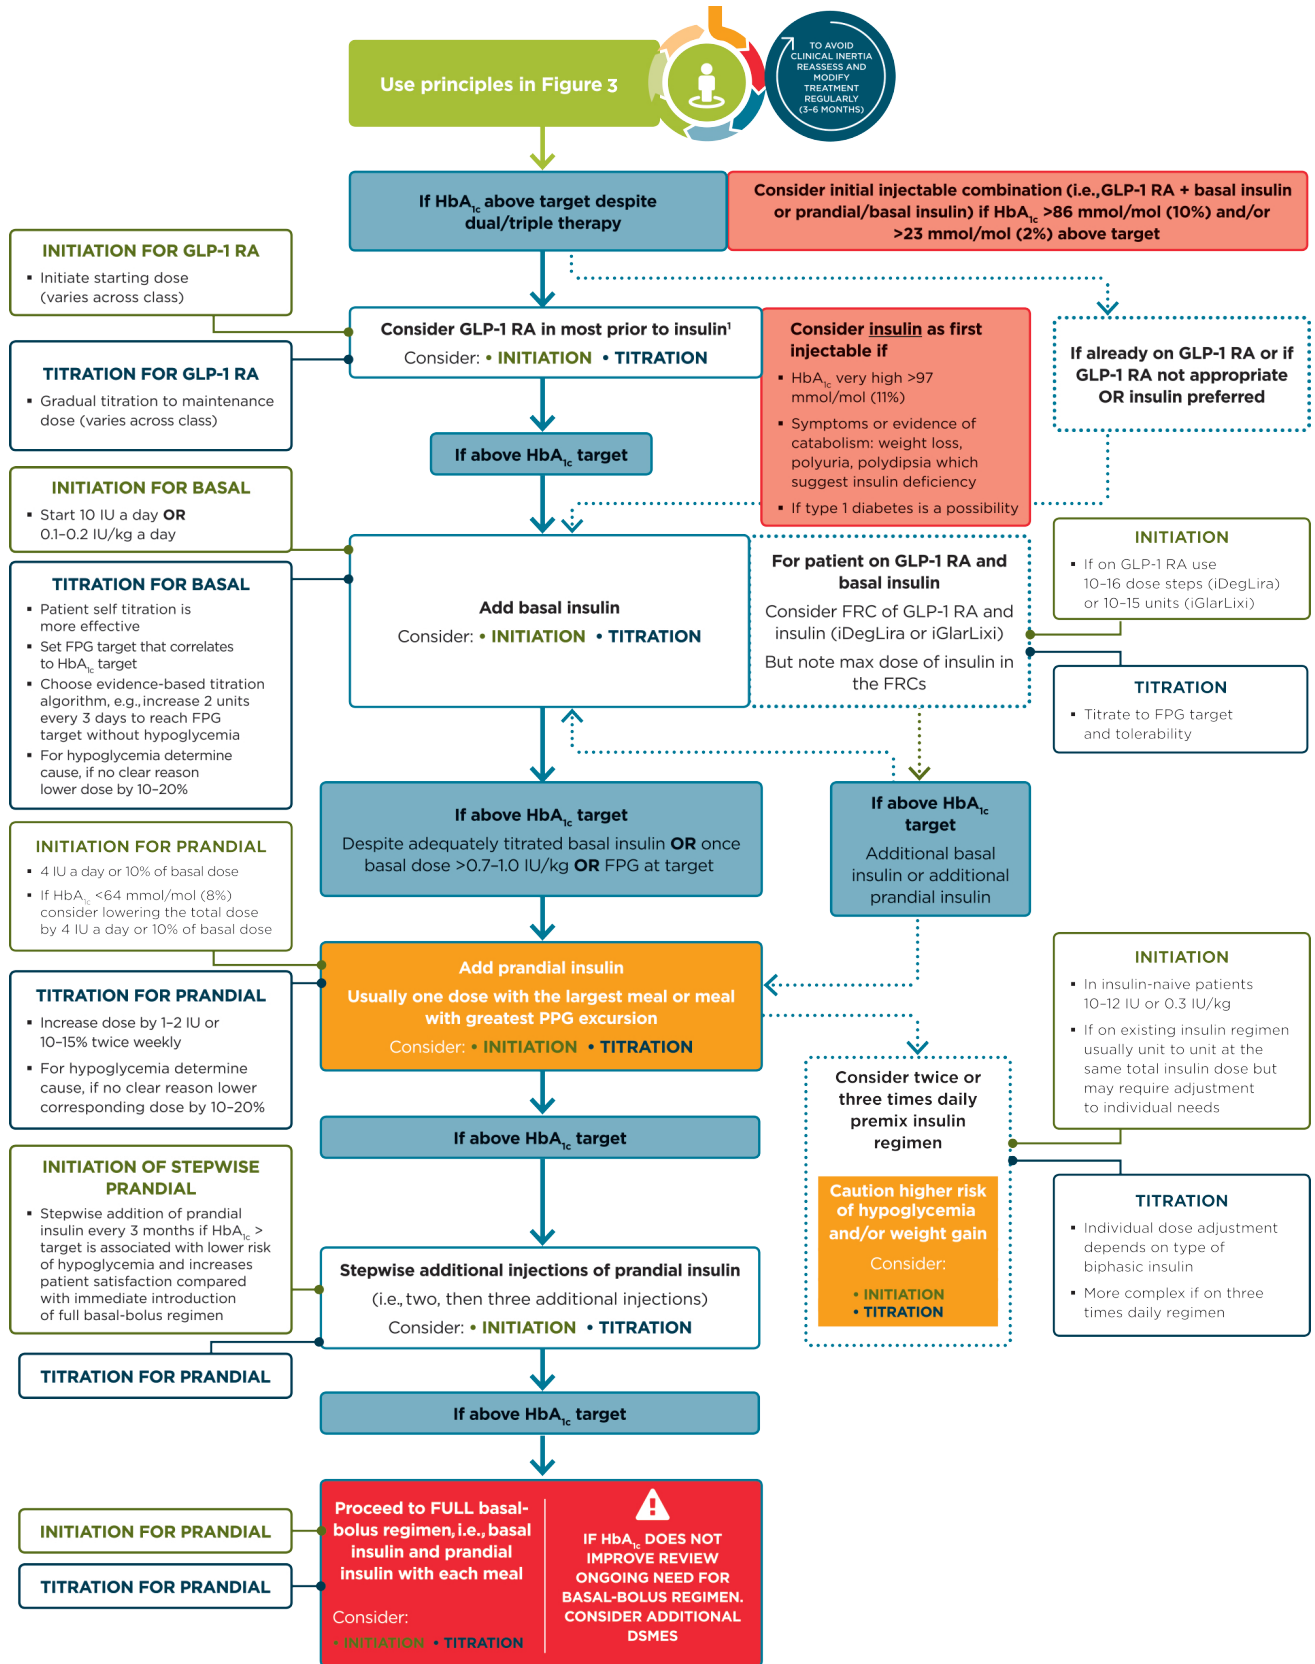 Use principles in Figure 3
TO AVOID
CLINICAL INERTIA
REASSESS AND
MODIFY
TREATMENT
REGULARLY
(3–6 MONTHS)
If HbA1c above target despite
dual/triple therapy
Consider initial injectable combination (i.e., GLP-1 RA + basal insulin
or prandial/basal insulin) if HbA1c >86 mmol/mol (10%) and/or
>23 mmol/mol (2%) above target
INITIATION FOR GLP-1 RA
▪ Initiate starting dose
(varies across class)
TITRATION FOR GLP-1 RA
▪ Gradual titration to maintenance
dose (varies across class)
Consider GLP-1 RA in most prior to insulin1
Consider: • INITIATION • TITRATION
Consider insulin as first
injectable if
▪ HbA1c very high >97
mmol/mol (11%)
▪ Symptoms or evidence of
catabolism: weight loss,
polyuria, polydipsia which
suggest insulin deficiency
▪ If type 1 diabetes is a possibility
If already on GLP-1 RA or if
GLP-1 RA not appropriate
OR insulin preferred
If above HbA1c target
INITIATION FOR BASAL
▪ Start 10 IU a day OR
0.1–0.2 IU/kg a day
TITRATION FOR BASAL
▪ Patient self titration is
more effective
▪ Set FPG target that correlates
to HbA1c target
▪ Choose evidence-based titration
algorithm, e.g., increase 2 units
every 3 days to reach FPG
target without hypoglycemia
▪ For hypoglycemia determine
cause, if no clear reason
lower dose by 10–20%
Add basal insulin
Consider: • INITIATION • TITRATION
For patient on GLP-1 RA and
basal insulin
Consider FRC of GLP-1 RA and
insulin (iDegLira or iGlarLixi)
But note max dose of insulin in
the FRCs
INITIATION
▪ If on GLP-1 RA use
10–16 dose steps (iDegLira)
or 10–15 units (iGlarLixi)
TITRATION
▪ Titrate to FPG target
and tolerability
If above HbA1c target
Despite adequately titrated basal insulin OR once
basal dose >0.7–1.0 IU/kg OR FPG at target
If above HbA1c
target
Additional basal
insulin or additional
prandial insulin
INITIATION FOR PRANDIAL
▪ 4 IU a day or 10% of basal dose
▪ If HbA1c <64 mmol/mol (8%)
consider lowering the total dose
by 4 IU a day or 10% of basal dose
TITRATION FOR PRANDIAL
▪ Increase dose by 1–2 IU or
10–15% twice weekly
▪ For hypoglycemia determine
cause, if no clear reason lower
corresponding dose by 10–20%
Add prandial insulin
Usually one dose with the largest meal or meal
with greatest PPG excursion
Consider: • INITIATION • TITRATION
INITIATION
▪ In insulin-naive patients
10–12 IU or 0.3 IU/kg
▪ If on existing insulin regimen
usually unit to unit at the
same total insulin dose but
may require adjustment
to individual needs
Consider twice or
three times daily
premix insulin
regimen
Caution higher risk
of hypoglycemia
and/or weight gain
Consider:
• INITIATION
• TITRATION
TITRATION
▪ Individual dose adjustment
depends on type of
biphasic insulin
▪ More complex if on three
times daily regimen
If above HbA1c target
INITIATION OF STEPWISE
PRANDIAL
▪ Stepwise addition of prandial
insulin every 3 months if HbA1c >
target is associated with lower risk
of hypoglycemia and increases
patient satisfaction compared
with immediate introduction
of full basal-bolus regimen
TITRATION FOR PRANDIAL
Stepwise additional injections of prandial insulin
(i.e., two, then three additional injections)
Consider: • INITIATION • TITRATION
If above HbA1c target
INITIATION FOR PRANDIAL
TITRATION FOR PRANDIAL
Proceed to FULL basal-
bolus regimen, i.e., basal
insulin and prandial
insulin with each meal
Consider:
• INITIATION • TITRATION
IF HbA1c DOES NOT
IMPROVE REVIEW
ONGOING NEED FOR
BASAL-BOLUS REGIMEN.
CONSIDER ADDITIONAL
DSMES